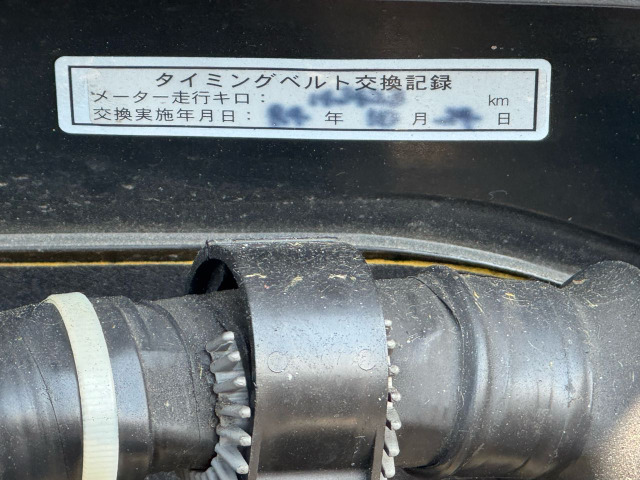 タイミングベルト交換記録
メーター走行キロ： km
交換実施年月日： 年 月 日